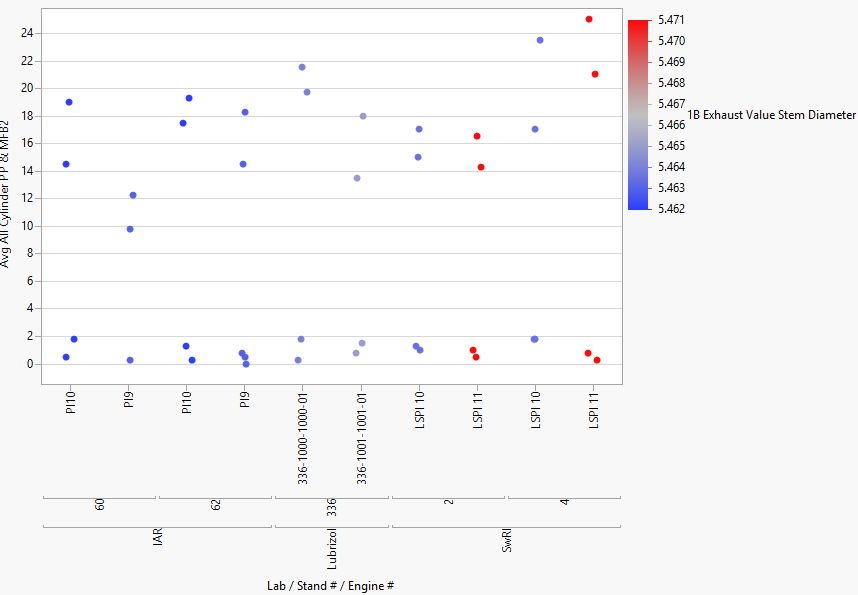 24
22
20
18
16
14
12
10
8
6
4
2
0
Avg All Cylinder PP & MFB2
5.471
5.470
5.469
5.468
5.467
5.466
5.465
5.464
5.463
5.462
1B Exhaust Value Stem Diameter
PI10
PI9
PI10
PI9
336-1000-1000-01
336-1001-1001-01
LSPI 10
LSPI 11
LSPI 10
LSPI 11
60
62
336
2
4
IAR
Lubrizol
SwRI
Lab / Stand # / Engine #